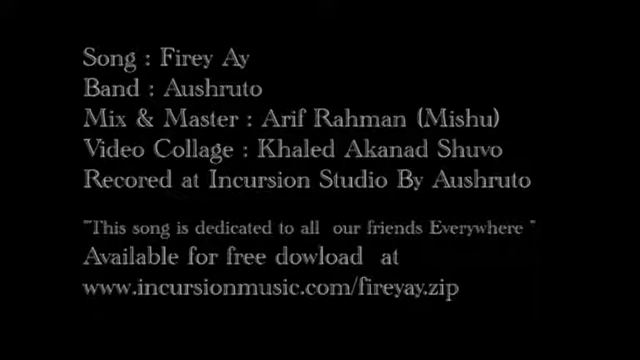 Song : Firey Ay
Band : Aushruto
Mix & Master : Arif Rahman (Mishu)
Video Collage : Khaled Akanad Shuvo
Recored at Incursion Studio By Aushruto
"This song is dedicated to all our friends Everywhere "
Available for free dowload at
www.incursionmusic.com/fireyay.zip